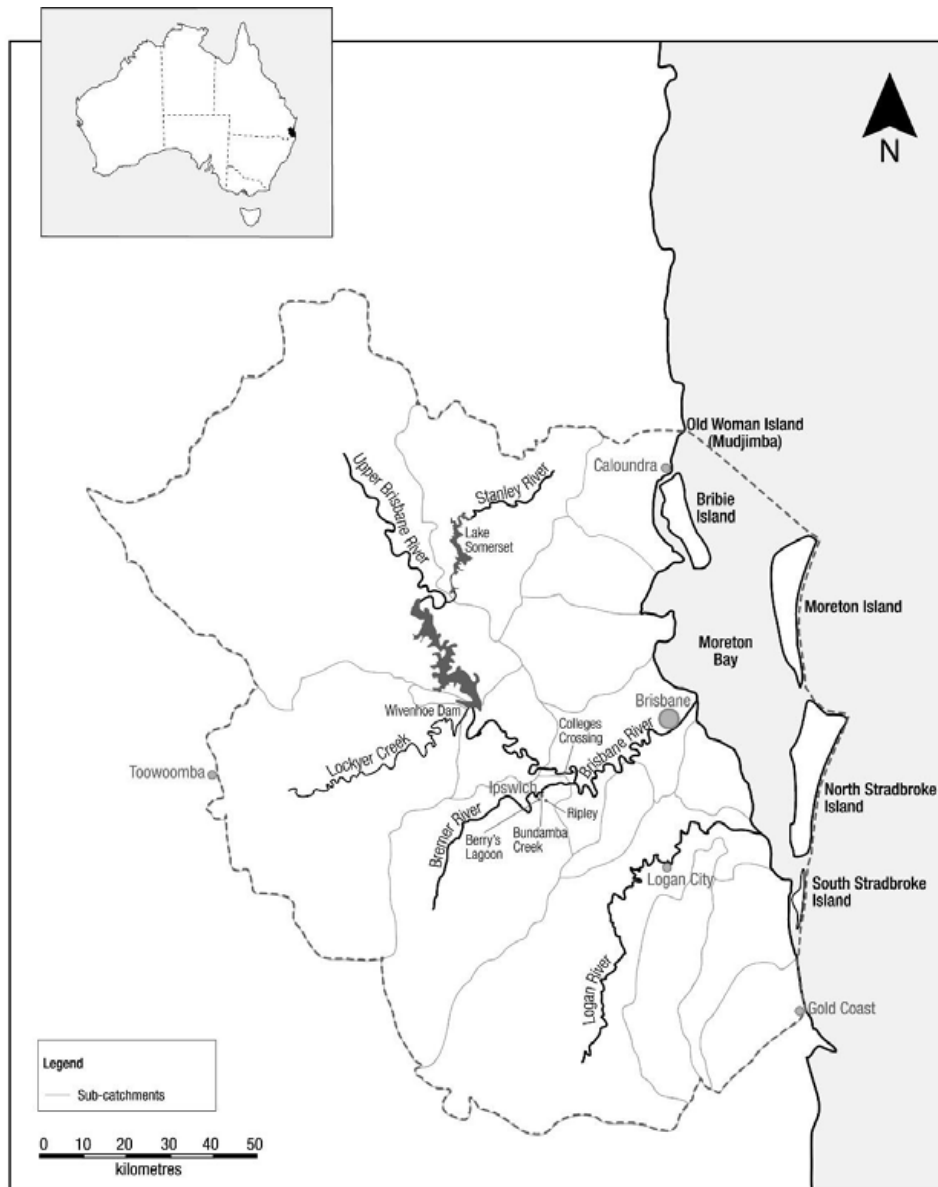 N
Old Woman Island
(Mudjimba)
Caloundra
Upper Brisbane River
Stanley River
Bribie
Island
Lake
Somerset
Moreton Island
Moreton
Bay
Brisbane
Wivenhoe Dam
Colleges
Crossing
Brisbane River
Lockyer Creek
Toowoomba
Ipswich
North Stradbroke
Island
Bremer River
Ripley
Berry's
Lagoon
Bundamba
Creek
Logan City
South Stradbroke
Island
Logan River
Gold Coast
Legend
Sub-catchments
0 10 20 30 40 50
kilometres